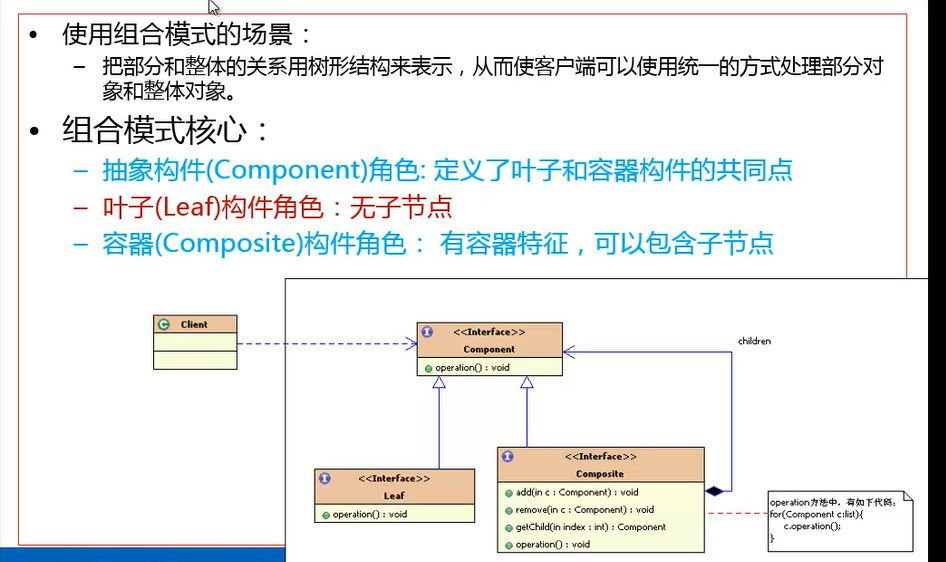 • 使用组合模式的场景：
– 把部分和整体的关系用树形结构来表示，从而使客户端可以使用统一的方式处理部分对
象和整体对象。
• 组合模式核心：
– 抽象构件(Component)角色: 定义了叶子和容器构件的共同点
– 叶子(Leaf)构件角色：无子节点
– 容器(Composite)构件角色： 有容器特征，可以包含子节点
C Client
I <<Interface>>
Component
operation() : void
children
I <<Interface>>
Leaf
operation() : void
I <<Interface>>
Composite
add(in c : Component) : void
remove(in c : Component) : void
getChild(in index : int) : Component
operation() : void
operation方法中，有如下代码：
for(Component c:list){
c.operation();
}